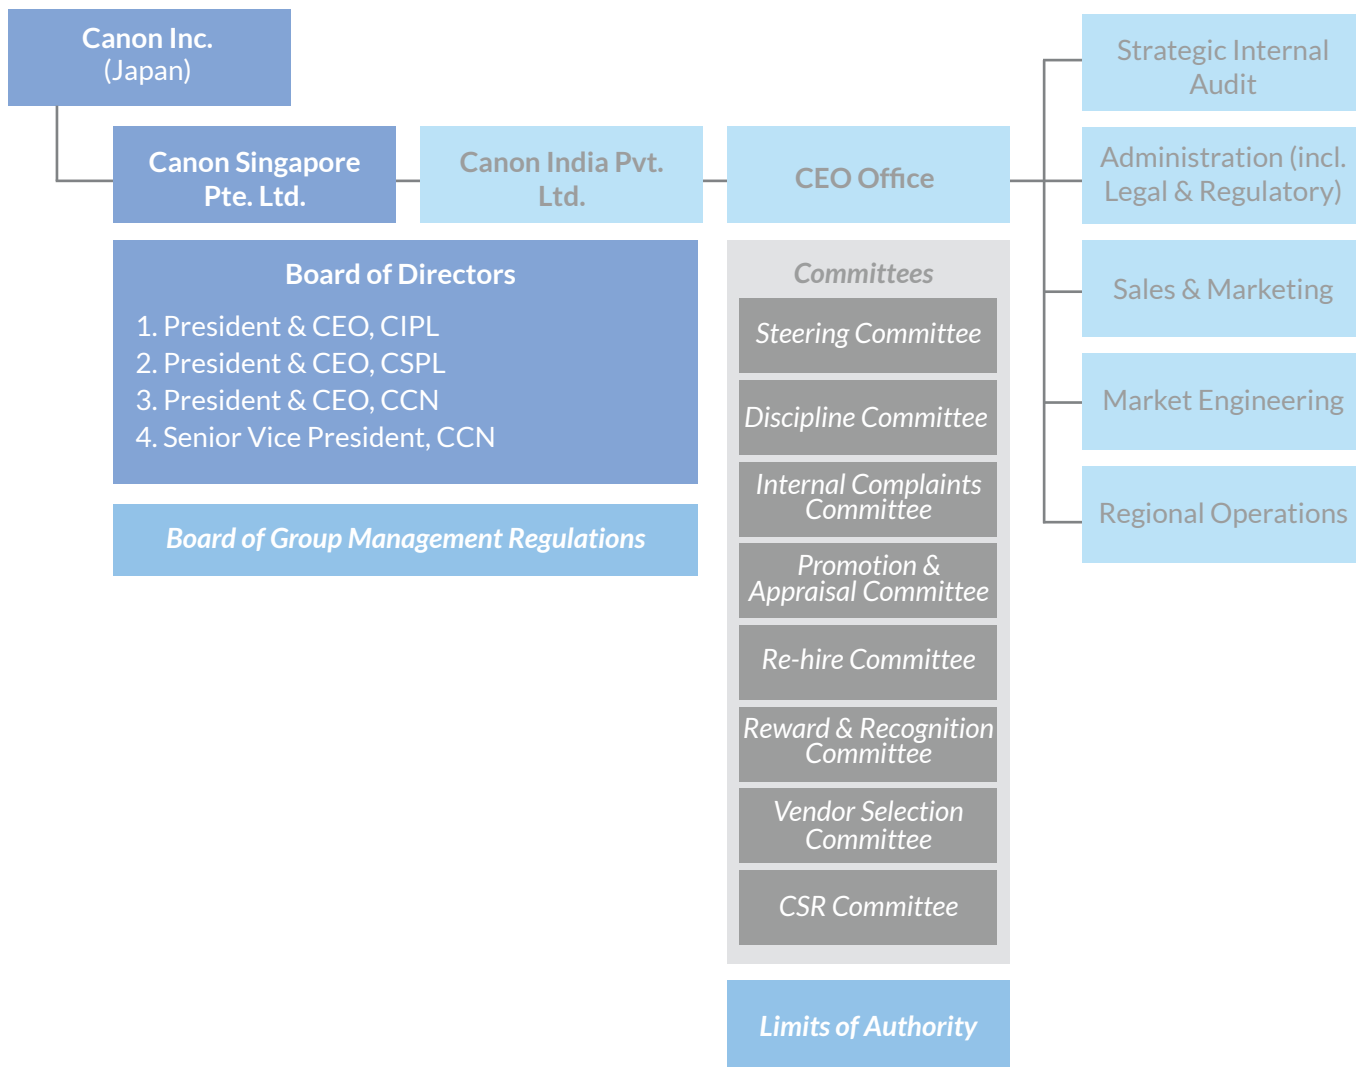 Canon Inc.
(Japan)
Canon Singapore
Pte. Ltd.
Canon India Pvt.
Ltd.
CEO Office
Strategic Internal
Audit
Administration (incl.
Legal & Regulatory)
Sales & Marketing
Market Engineering
Regional Operations
Board of Directors
1. President & CEO, CIPL
2. President & CEO, CSPL
3. President & CEO, CCN
4. Senior Vice President, CCN
Board of Group Management Regulations
Committees
Steering Committee
Discipline Committee
Internal Complaints
Committee
Promotion &
Appraisal Committee
Re-hire Committee
Reward & Recognition
Committee
Vendor Selection
Committee
CSR Committee
Limits of Authority